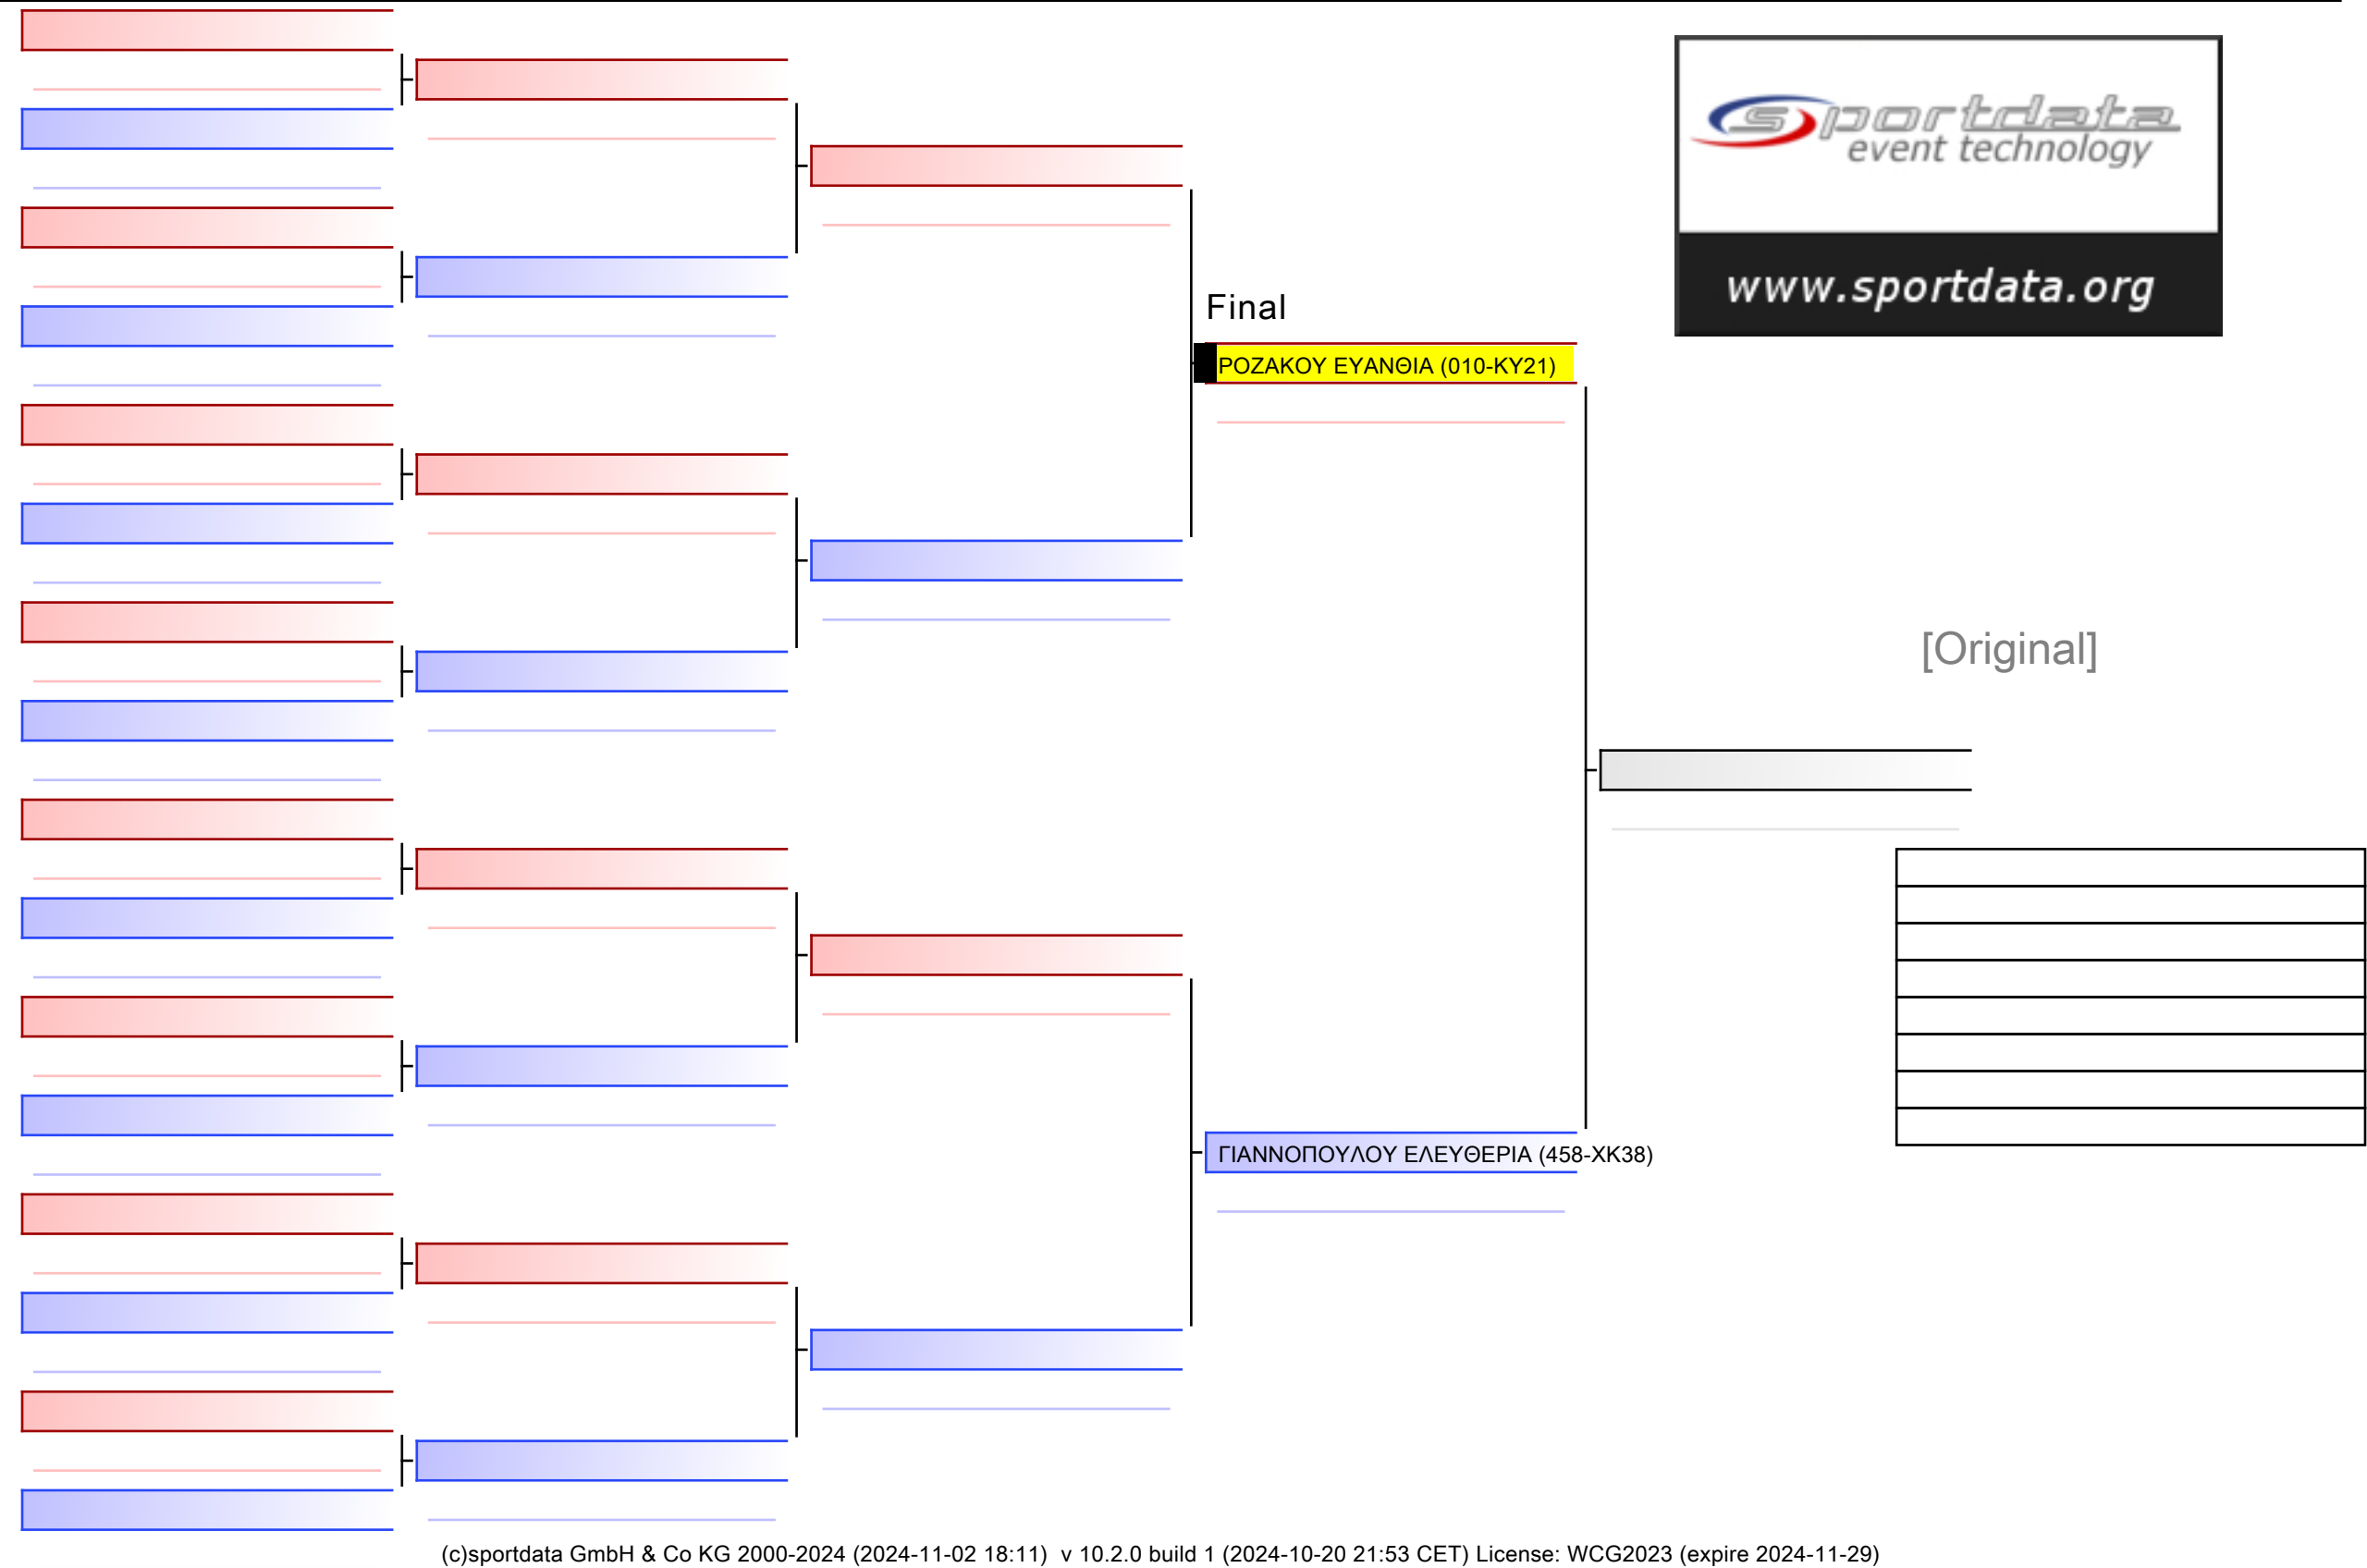 sportdata
event technology
www.sportdata.org
Final
ΡΟΖΑΚΟΥ ΕΥΑΝΘΙΑ (010-ΚΥ21)
[Original]
ΓΙΑΝΝΟΠΟΥΛΟΥ ΕΛΕΥΘΕΡΙΑ (458-ΧΚ38)
(c)sportdata GmbH & Co KG 2000-2024 (2024-11-02 18:11) v 10.2.0 build 1 (2024-10-20 21:53 CET) License: WCG2023 (expire 2024-11-29)